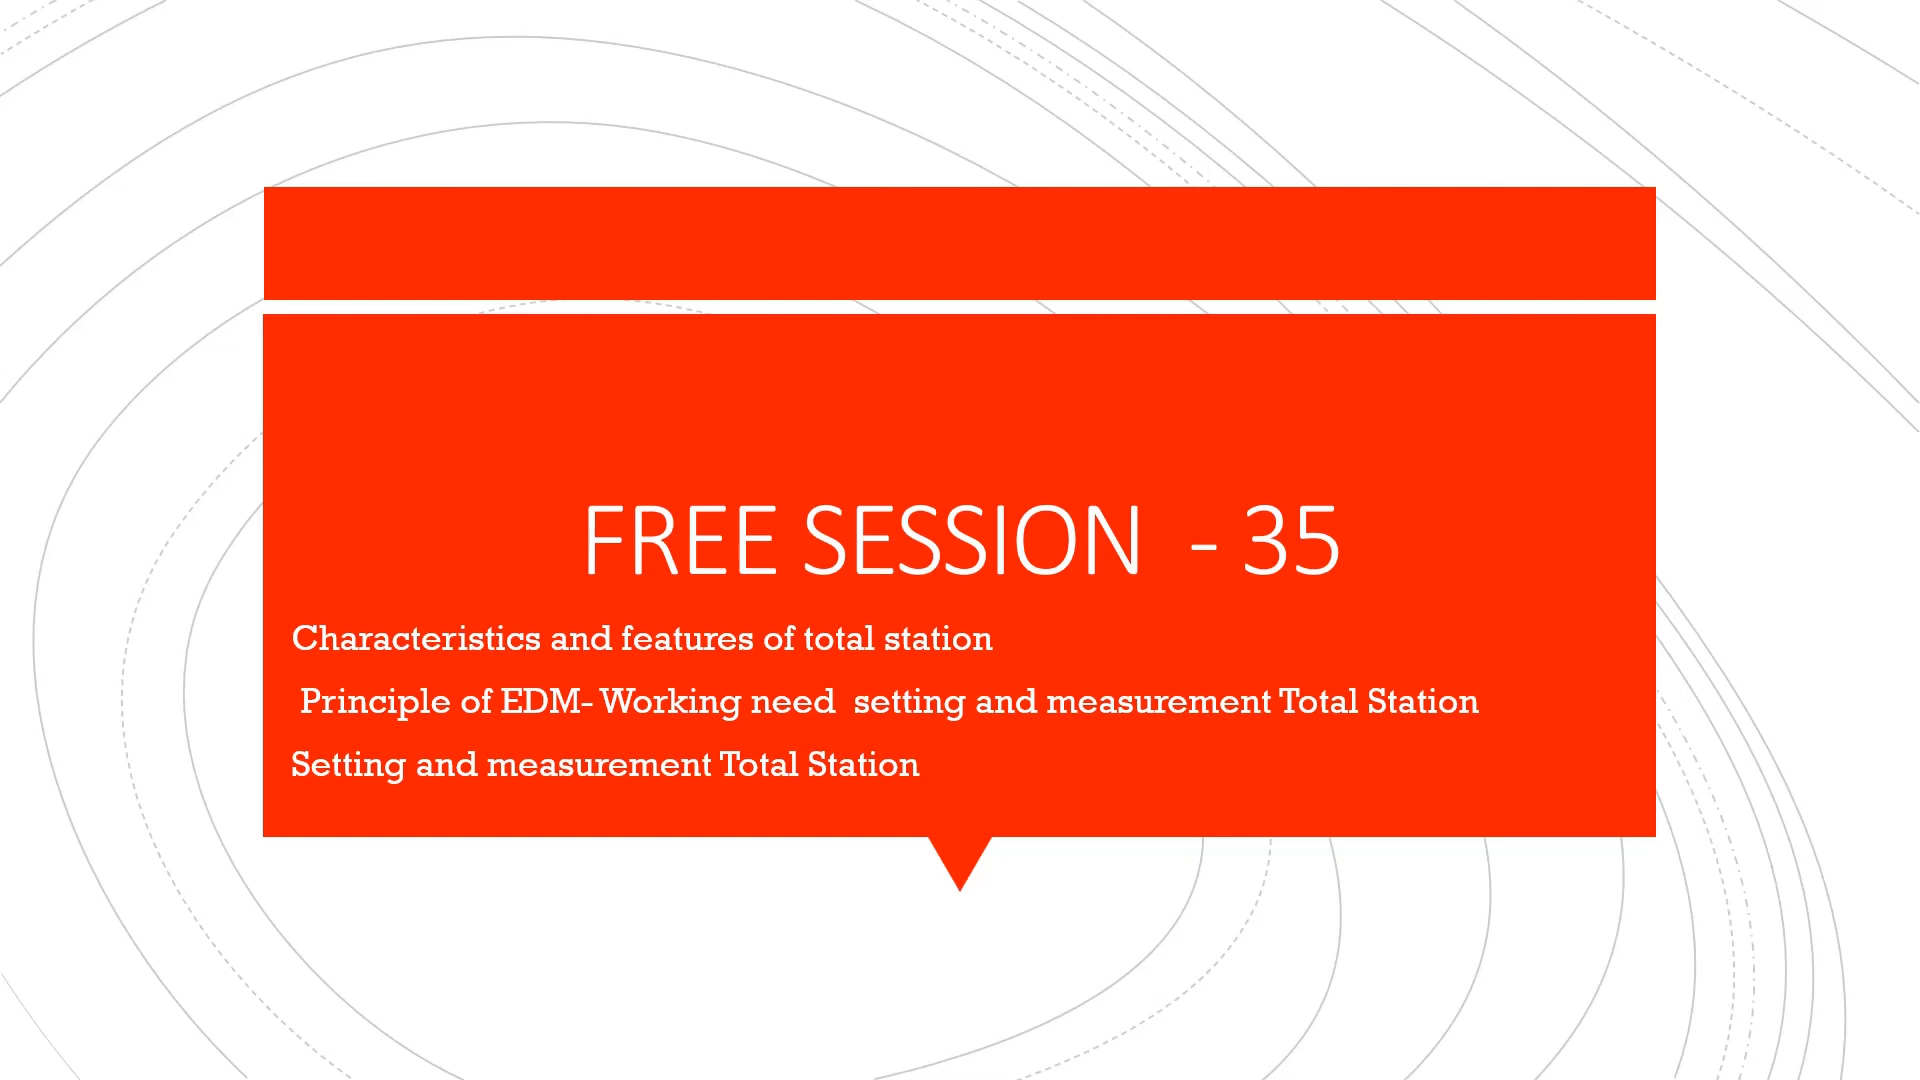 FREE SESSION - 35
Characteristics and features of total station
Principle of EDM- Working need setting and measurement Total Station
Setting and measurement Total Station